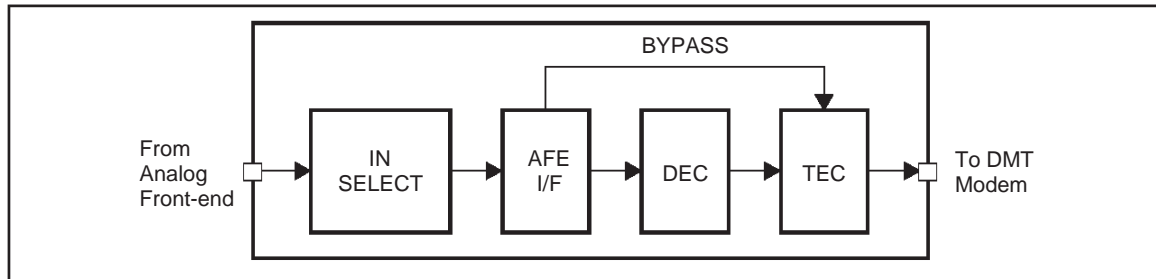 BYPASS
From
Analog
Front-end
IN
SELECT
AFE
I/F
DEC
TEC
To DMT
Modem